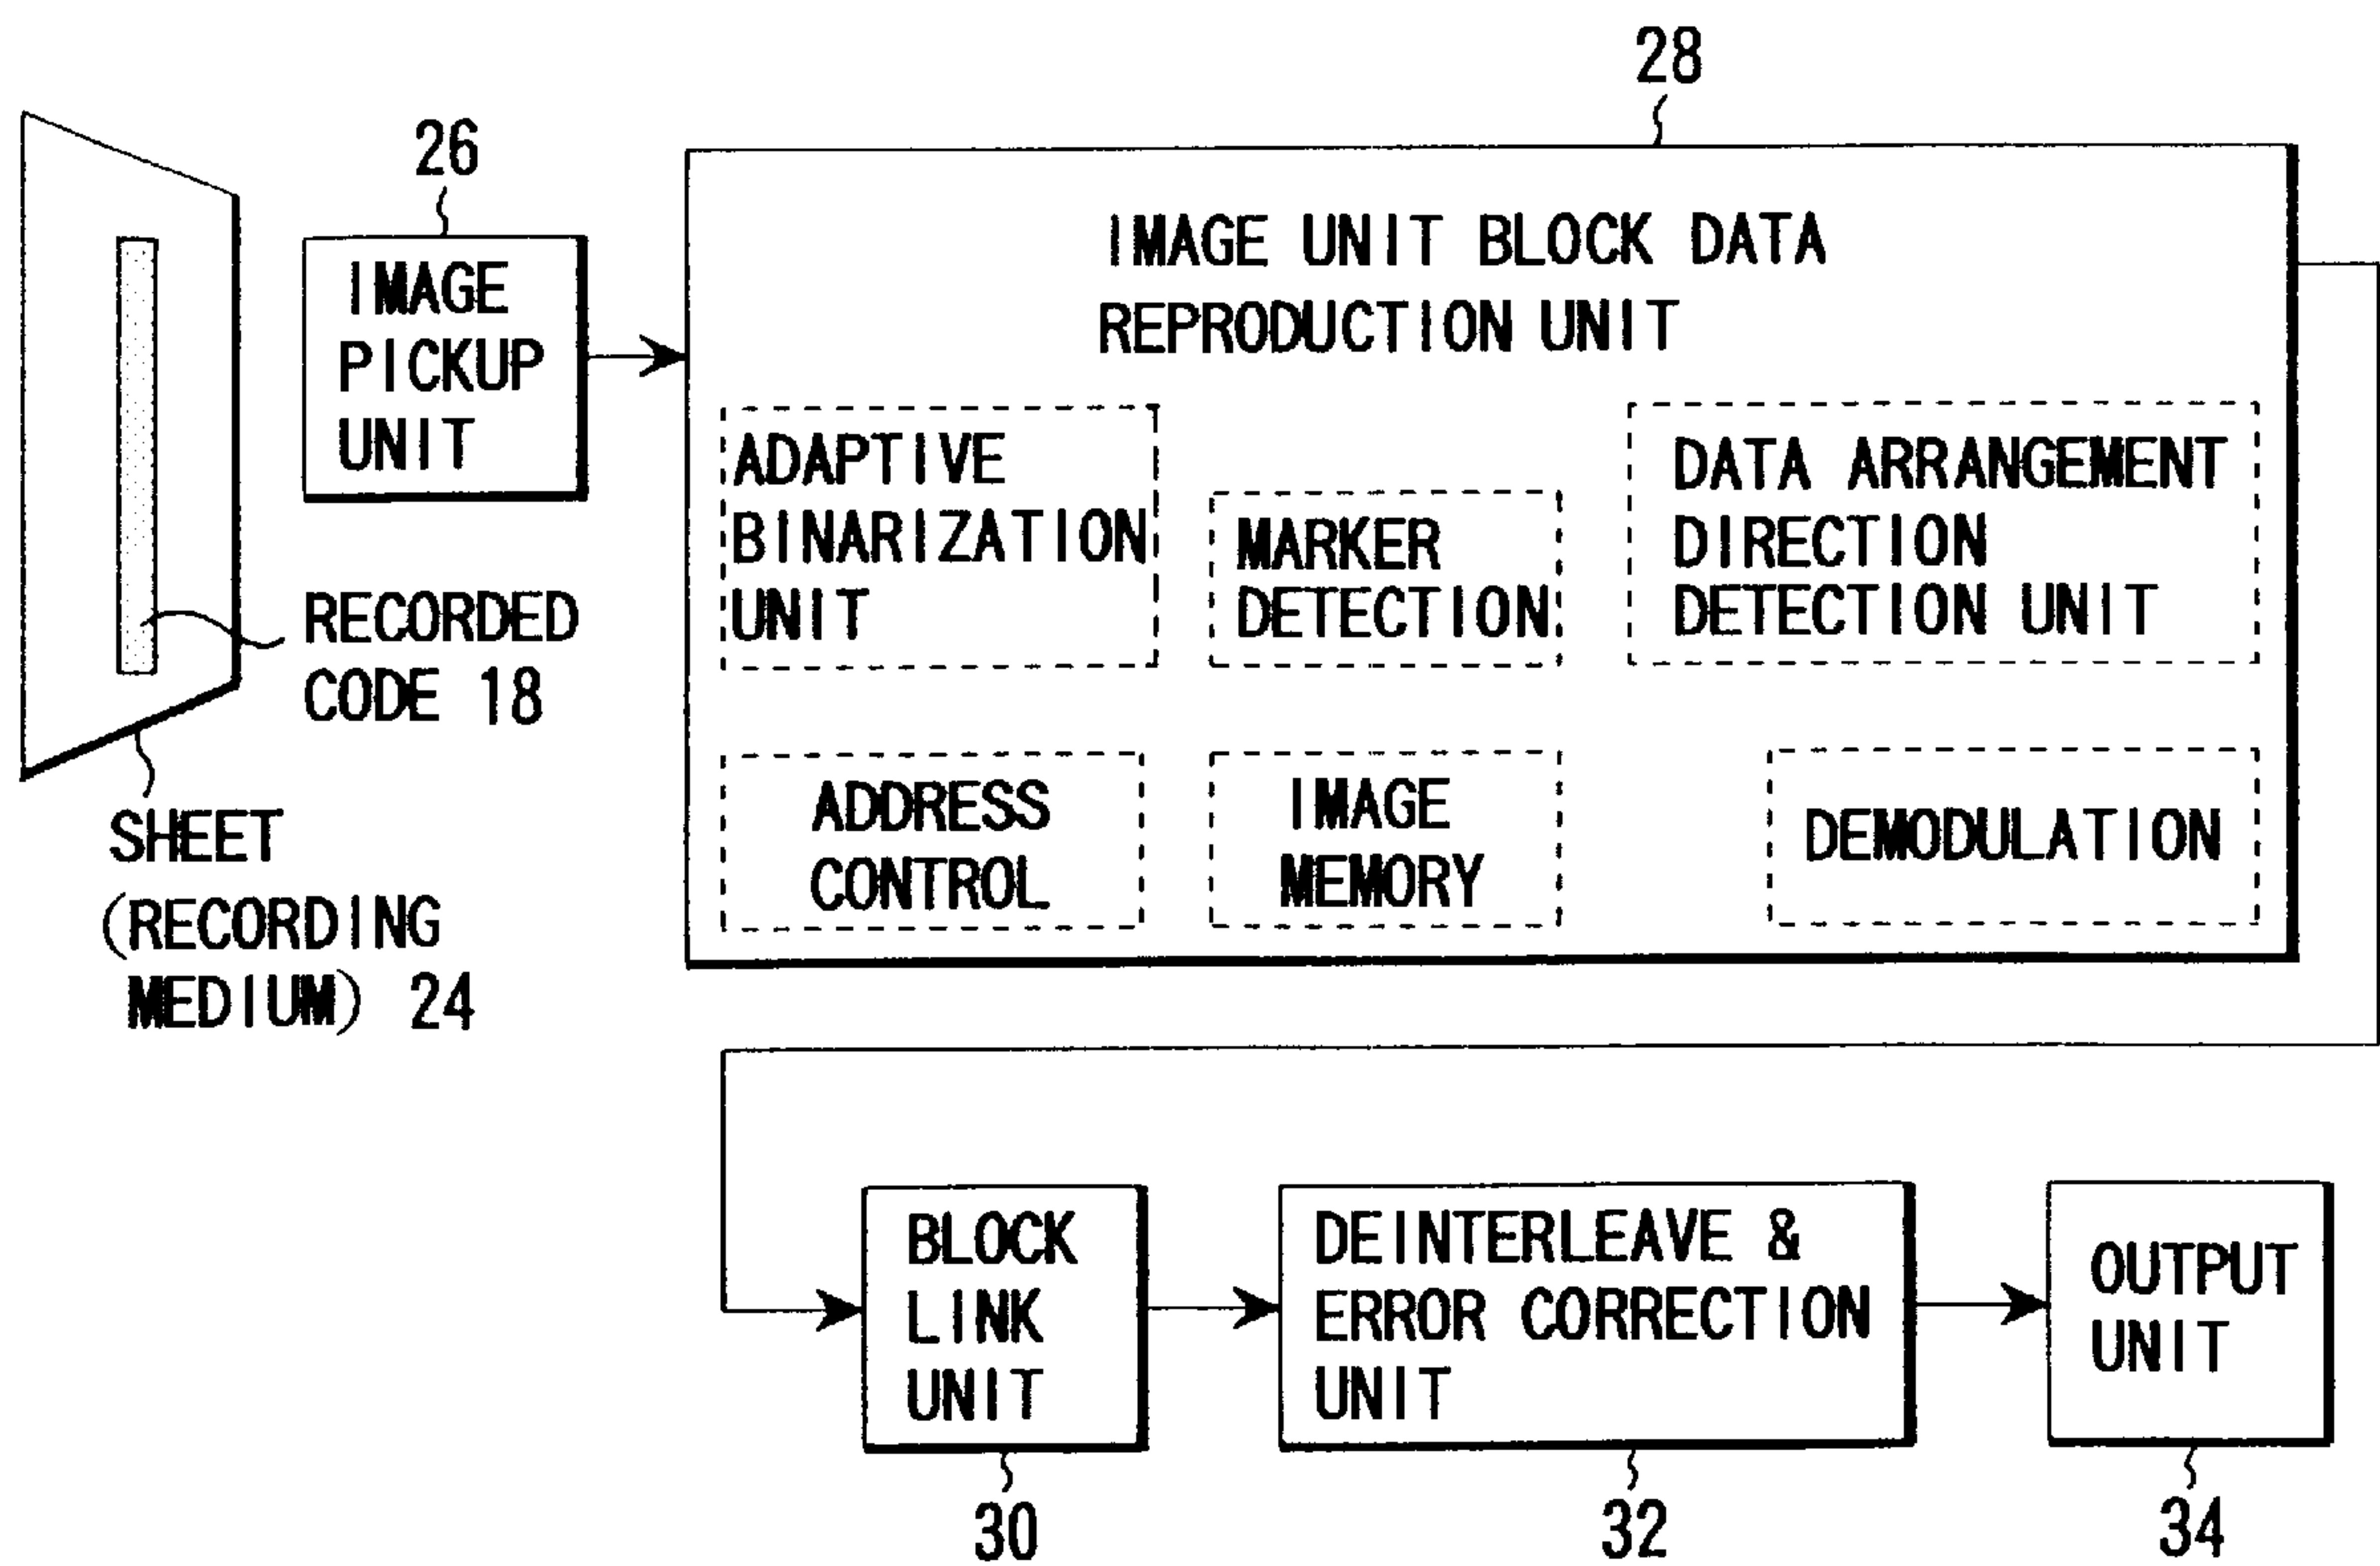 28
26
IMAGE UNIT BLOCK DATA
REPRODUCTION UNIT
IMAGE
PICKUP
UNIT
ADAPTIVE
BINARIZATION
UNIT
MARKER
DETECTION
DATA ARRANGEMENT
DIRECTION
DETECTION UNIT
RECORDED
CODE 18
ADDRESS
CONTROL
IMAGE
MEMORY
DEMODULATION
SHEET
(RECORDING
MEDIUM) 24
BLOCK
LINK
UNIT
DEINTERLEAVE &
ERROR CORRECTION
UNIT
OUTPUT
UNIT
30
32
34